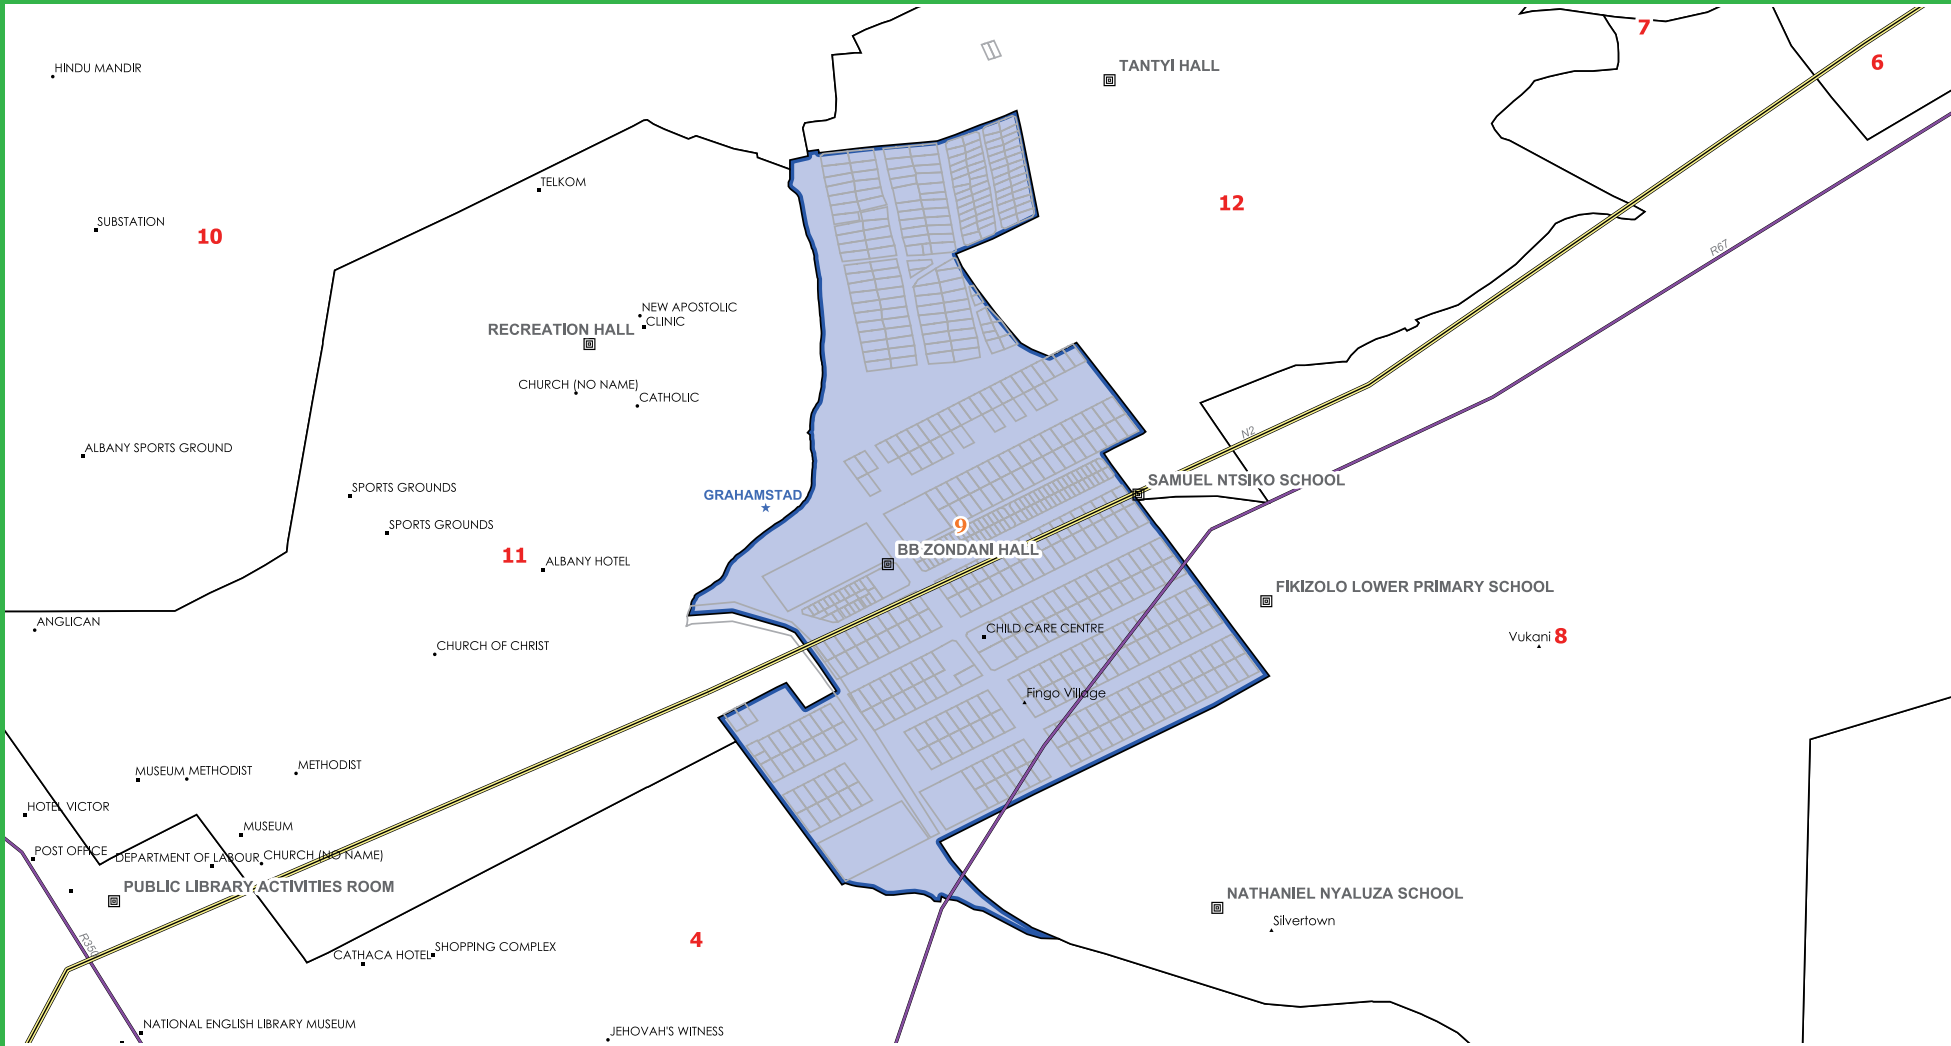 7
6
HINDU MANDIR
TANTYI HALL
TELKOM
12
SUBSTATION
10
R67
NEW APOSTOLIC
CLINIC
RECREATION HALL
CHURCH (NO NAME)
CATHOLIC
N2
ALBANY SPORTS GROUND
SPORTS GROUNDS
GRAHAMSTAD
SAMUEL NTSIKO SCHOOL
SPORTS GROUNDS
9
BB ZONDANI HALL
11
ALBANY HOTEL
FIKIZOLO LOWER PRIMARY SCHOOL
ANGLICAN
CHILD CARE CENTRE
Vukani 8
CHURCH OF CHRIST
Fingo Village
MUSEUM METHODIST
METHODIST
HOTEL VICTOR
MUSEUM
POST OFFICE
DEPARTMENT OF LABOUR
CHURCH (NO NAME)
PUBLIC LIBRARY ACTIVITIES ROOM
NATHANIEL NYALUZA SCHOOL
Silvertown
R350
4
CATHACA HOTEL
SHOPPING COMPLEX
NATIONAL ENGLISH LIBRARY MUSEUM
JEHOVAH'S WITNESS